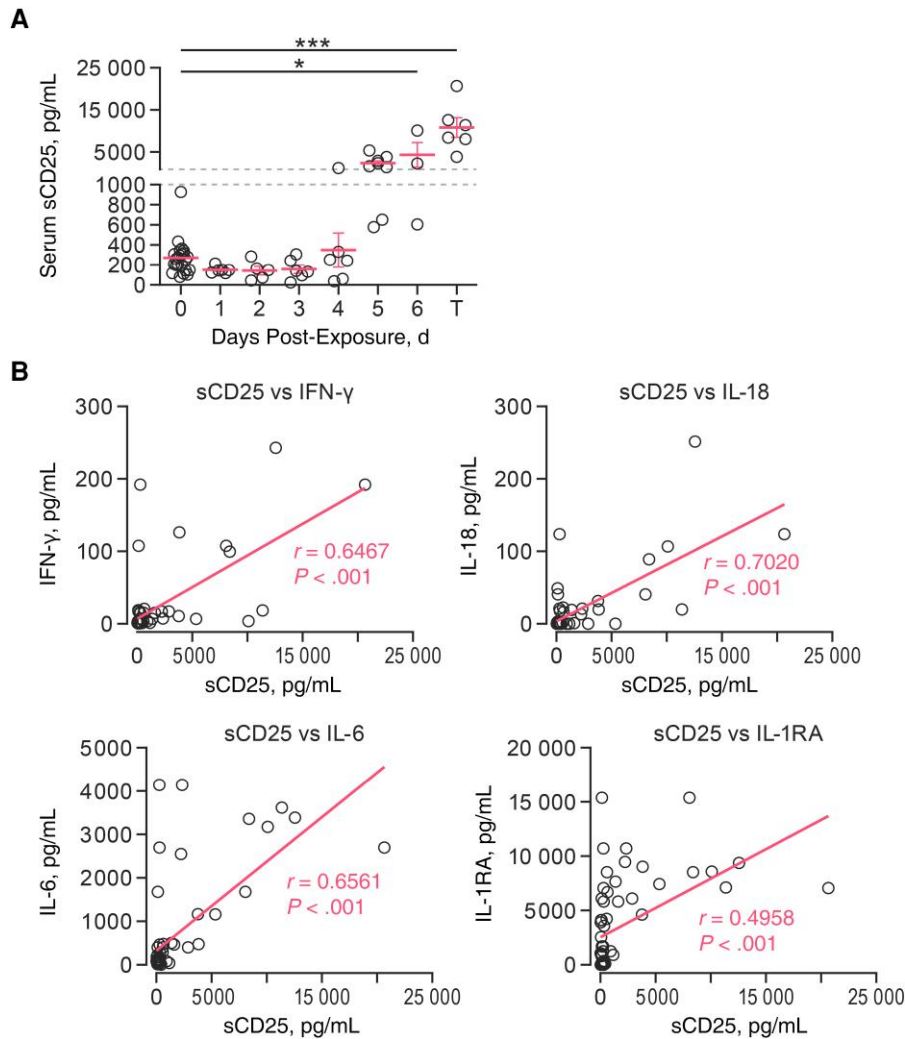 A
***
*
25 000
5000
1000
800
600
400
200
0
Serum sCD25, pg/mL
0 1 2 3 4 5 6 T
Days Post-Exposure, d
B
sCD25 vs IFN-γ
300
200
100
0
IFN-γ, pg/mL
r = 0.6467
P < .001
0 5000 15 000 25 000
sCD25, pg/mL
sCD25 vs IL-18
300
200
100
0
IL-18, pg/mL
r = 0.7020
P < .001
0 5000 15 000 25 000
sCD25, pg/mL
sCD25 vs IL-6
5000
4000
3000
2000
1000
0
IL-6, pg/mL
r = 0.6561
P < .001
0 5000 15 000 25 000
sCD25, pg/mL
sCD25 vs IL-1RA
20 000
15 000
10 000
5000
0
IL-1RA, pg/mL
r = 0.4958
P < .001
0 5000 15 000 25 000
sCD25, pg/mL